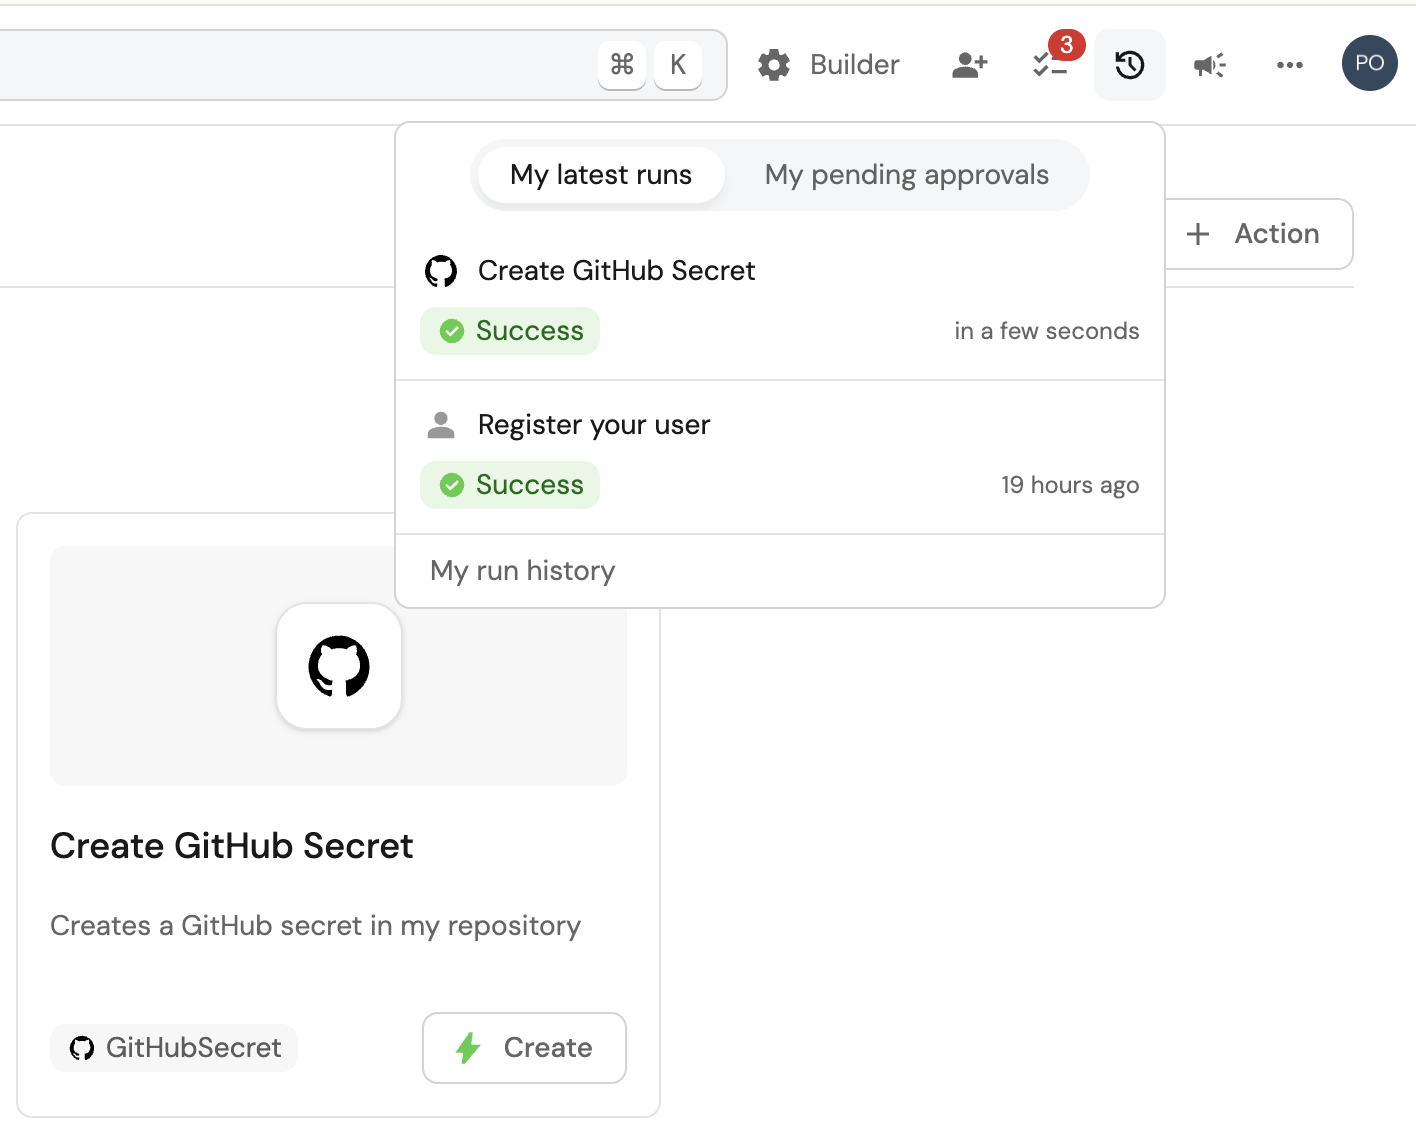 ⌘ K Builder 3 PO
My latest runs My pending approvals
Action
Create GitHub Secret
Success in a few seconds
Register your user
Success 19 hours ago
My run history
Create GitHub Secret
Creates a GitHub secret in my repository
GitHubSecret Create